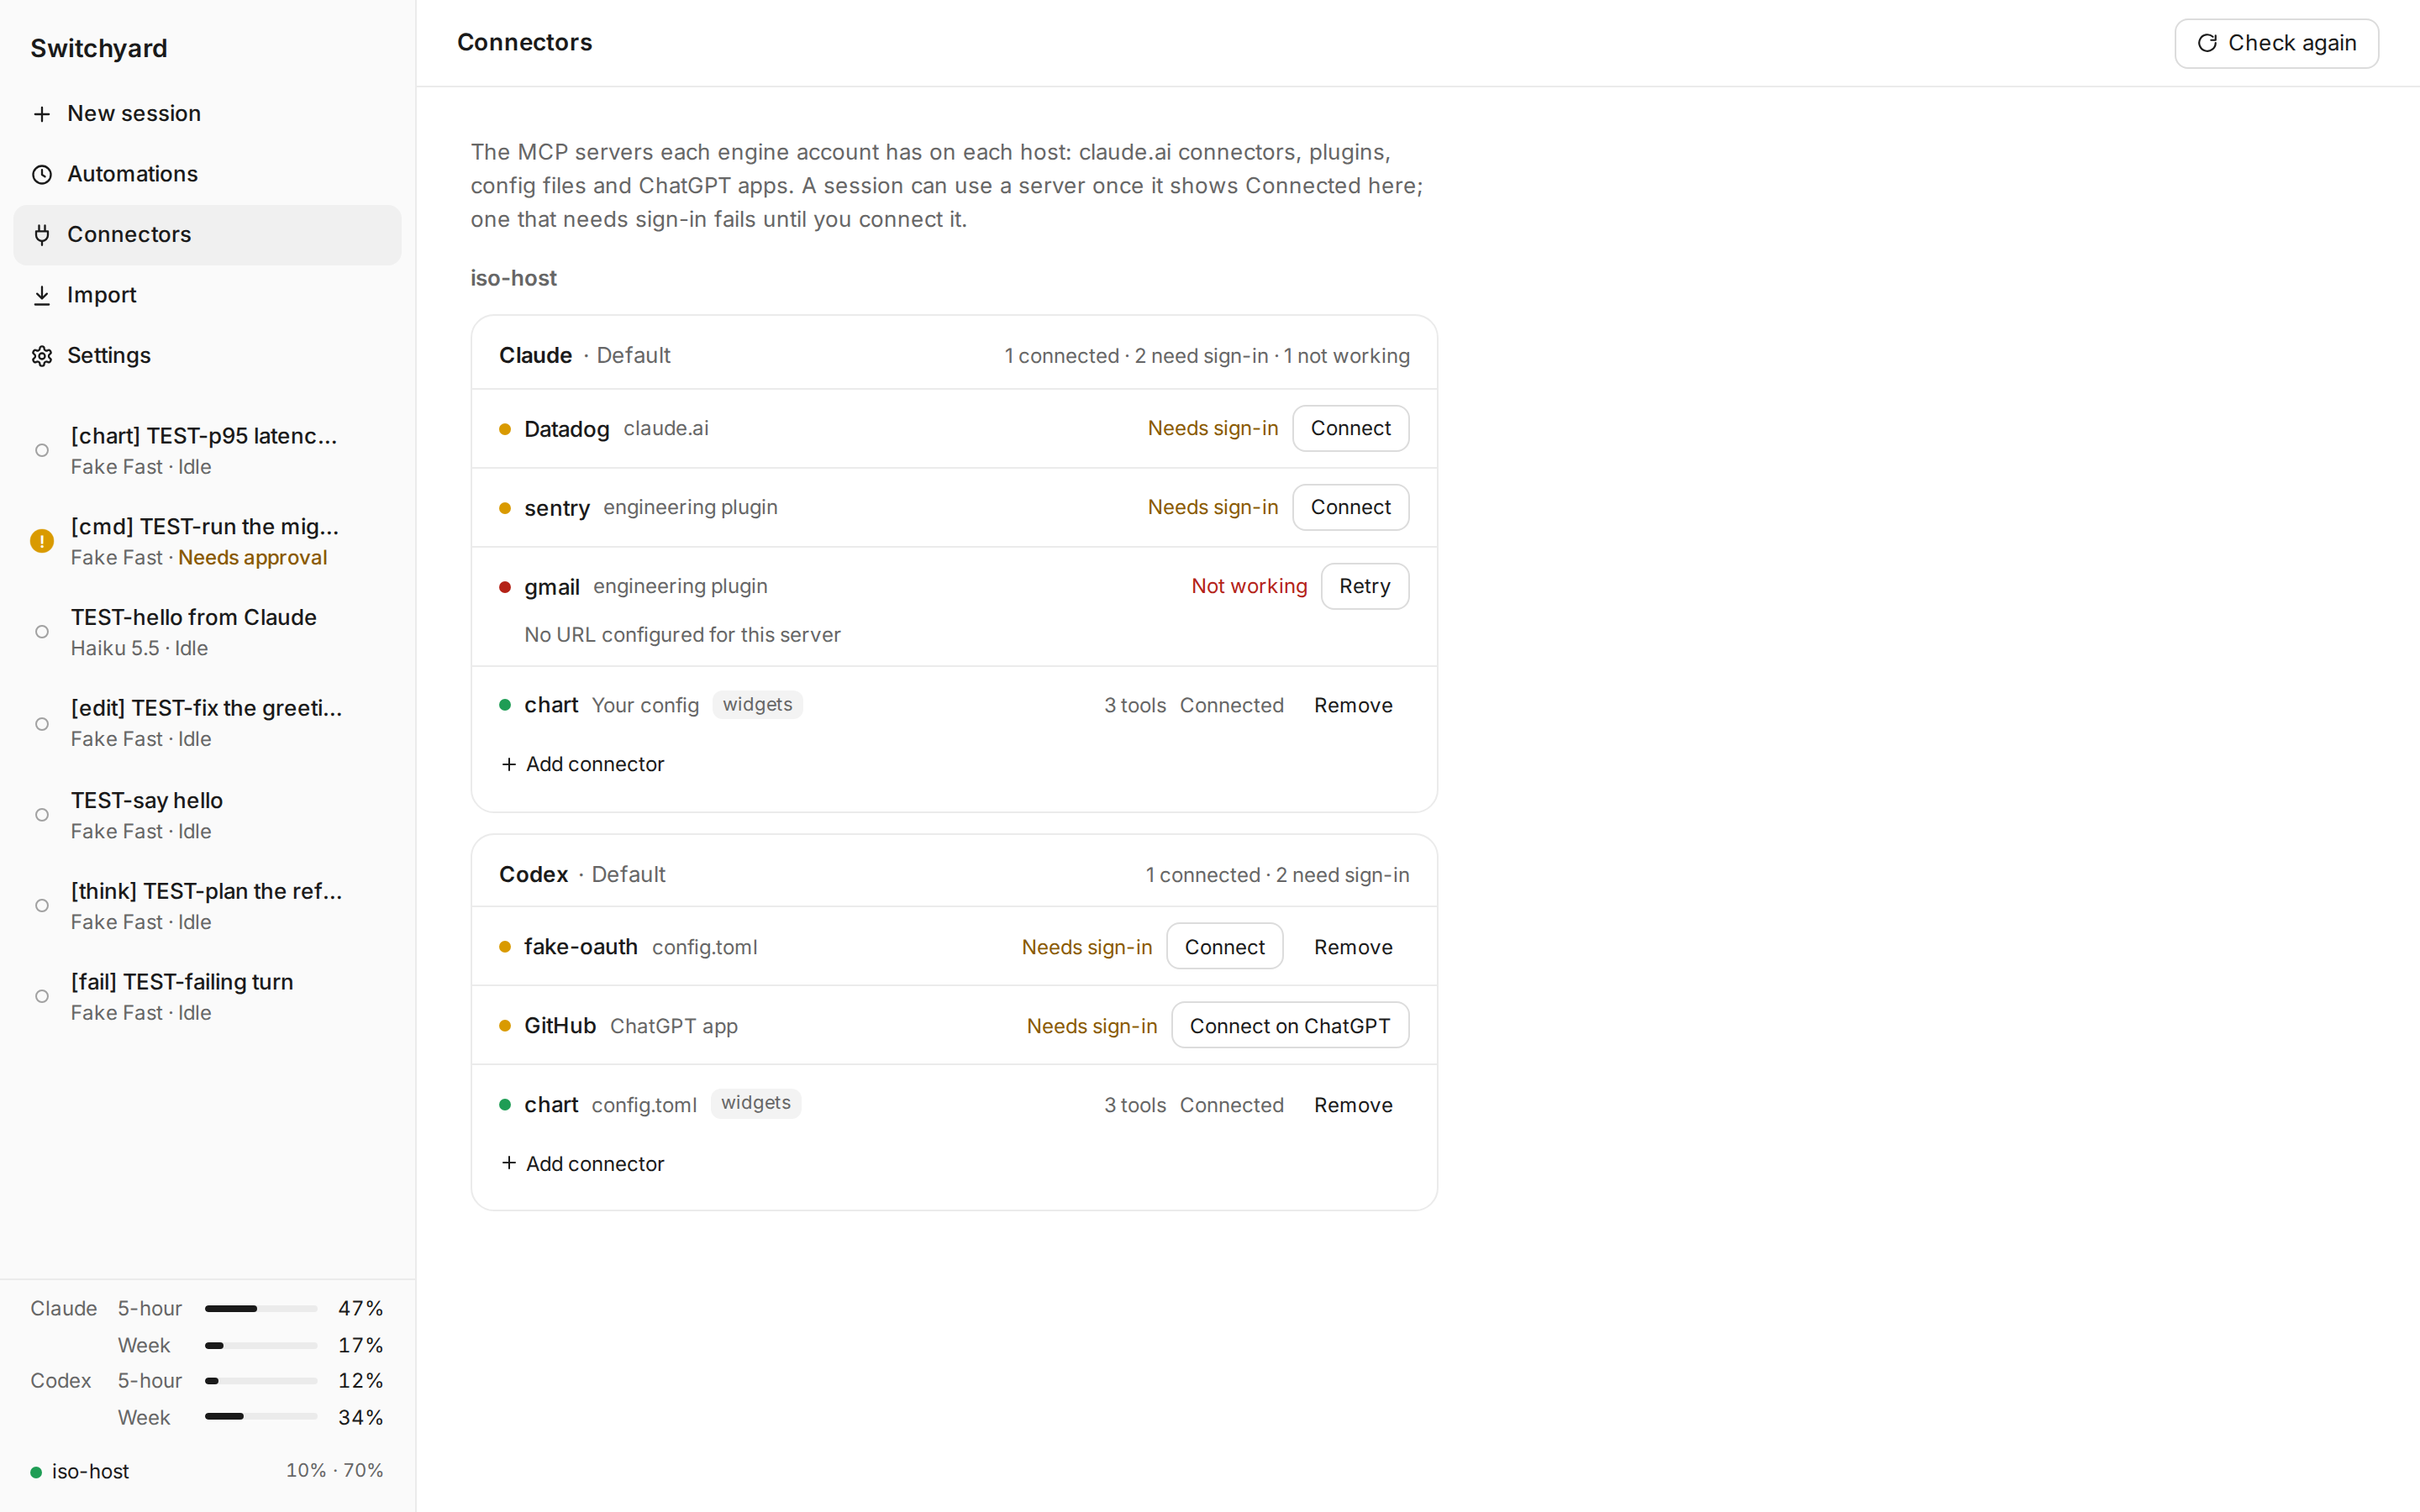 Switchyard
New session
Automations
Connectors
Import
Settings
[chart] TEST-p95 latenc...
Fake Fast · Idle
[cmd] TEST-run the mig...
Fake Fast · Needs approval
TEST-hello from Claude
Haiku 5.5 · Idle
[edit] TEST-fix the greeti...
Fake Fast · Idle
TEST-say hello
Fake Fast · Idle
[think] TEST-plan the ref...
Fake Fast · Idle
[fail] TEST-failing turn
Fake Fast · Idle
Claude 5-hour 47%
Week 17%
Codex 5-hour 12%
Week 34%
iso-host 10% · 70%
Connectors
Check again
The MCP servers each engine account has on each host: claude.ai connectors, plugins,
config files and ChatGPT apps. A session can use a server once it shows Connected here;
one that needs sign-in fails until you connect it.
iso-host
Claude · Default 1 connected · 2 need sign-in · 1 not working
Datadog claude.ai Needs sign-in Connect
sentry engineering plugin Needs sign-in Connect
gmail engineering plugin Not working Retry
No URL configured for this server
chart Your config widgets 3 tools Connected Remove
Add connector
Codex · Default 1 connected · 2 need sign-in
fake-oauth config.toml Needs sign-in Connect Remove
GitHub ChatGPT app Needs sign-in Connect on ChatGPT
chart config.toml widgets 3 tools Connected Remove
Add connector